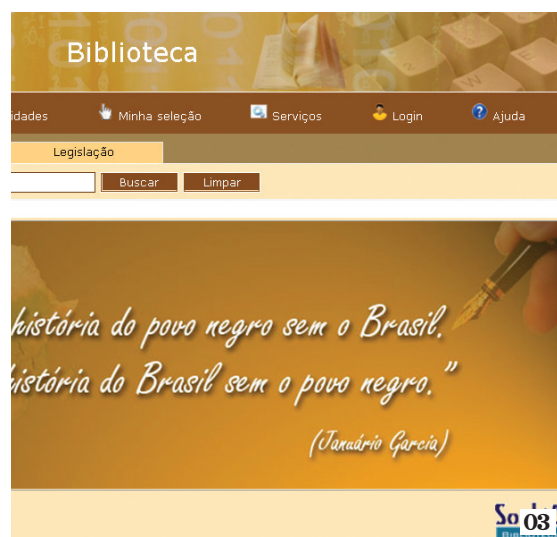 Biblioteca
idades Minha seleção Serviços Login Ajuda
Legislação
Buscar Limpar
história do povo negro sem o Brasil.
história do Brasil sem o povo negro.”
(Januário Garcia)
03